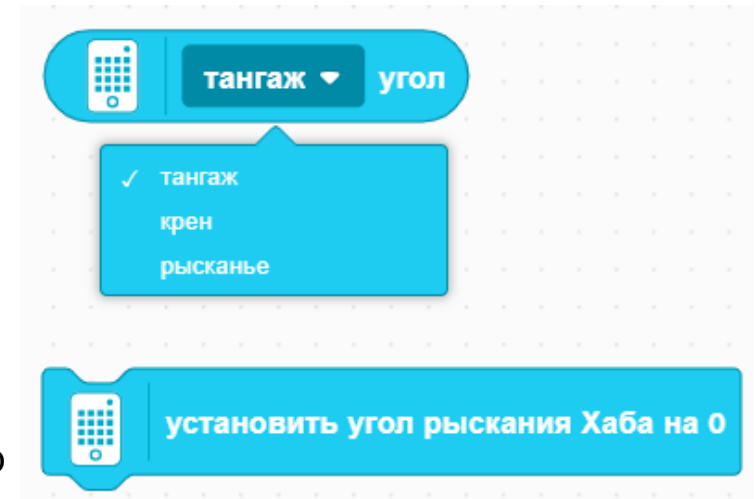 тангаж угол
✓ тангаж
крен
рысканье
установить угол рыскания Хаба на 0